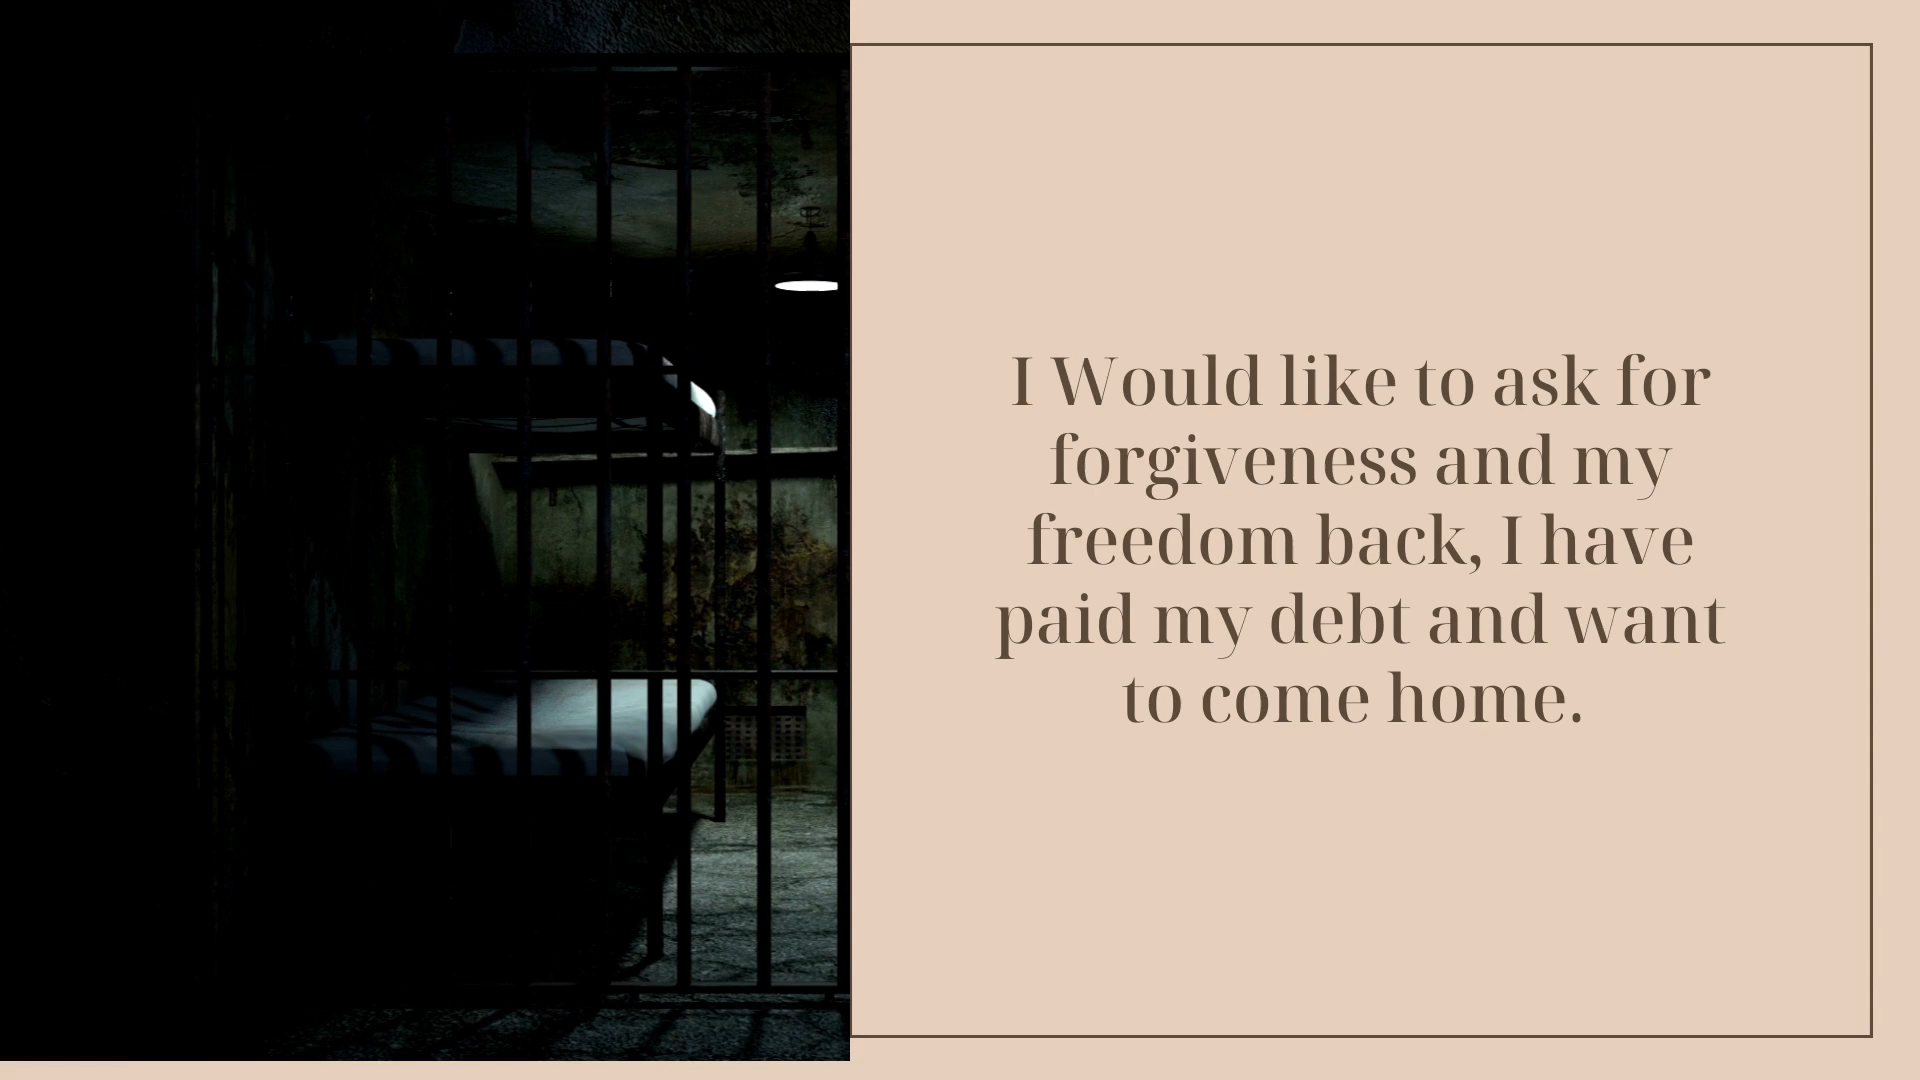 I Would like to ask for
forgiveness and my
freedom back, I have
paid my debt and want
to come home.